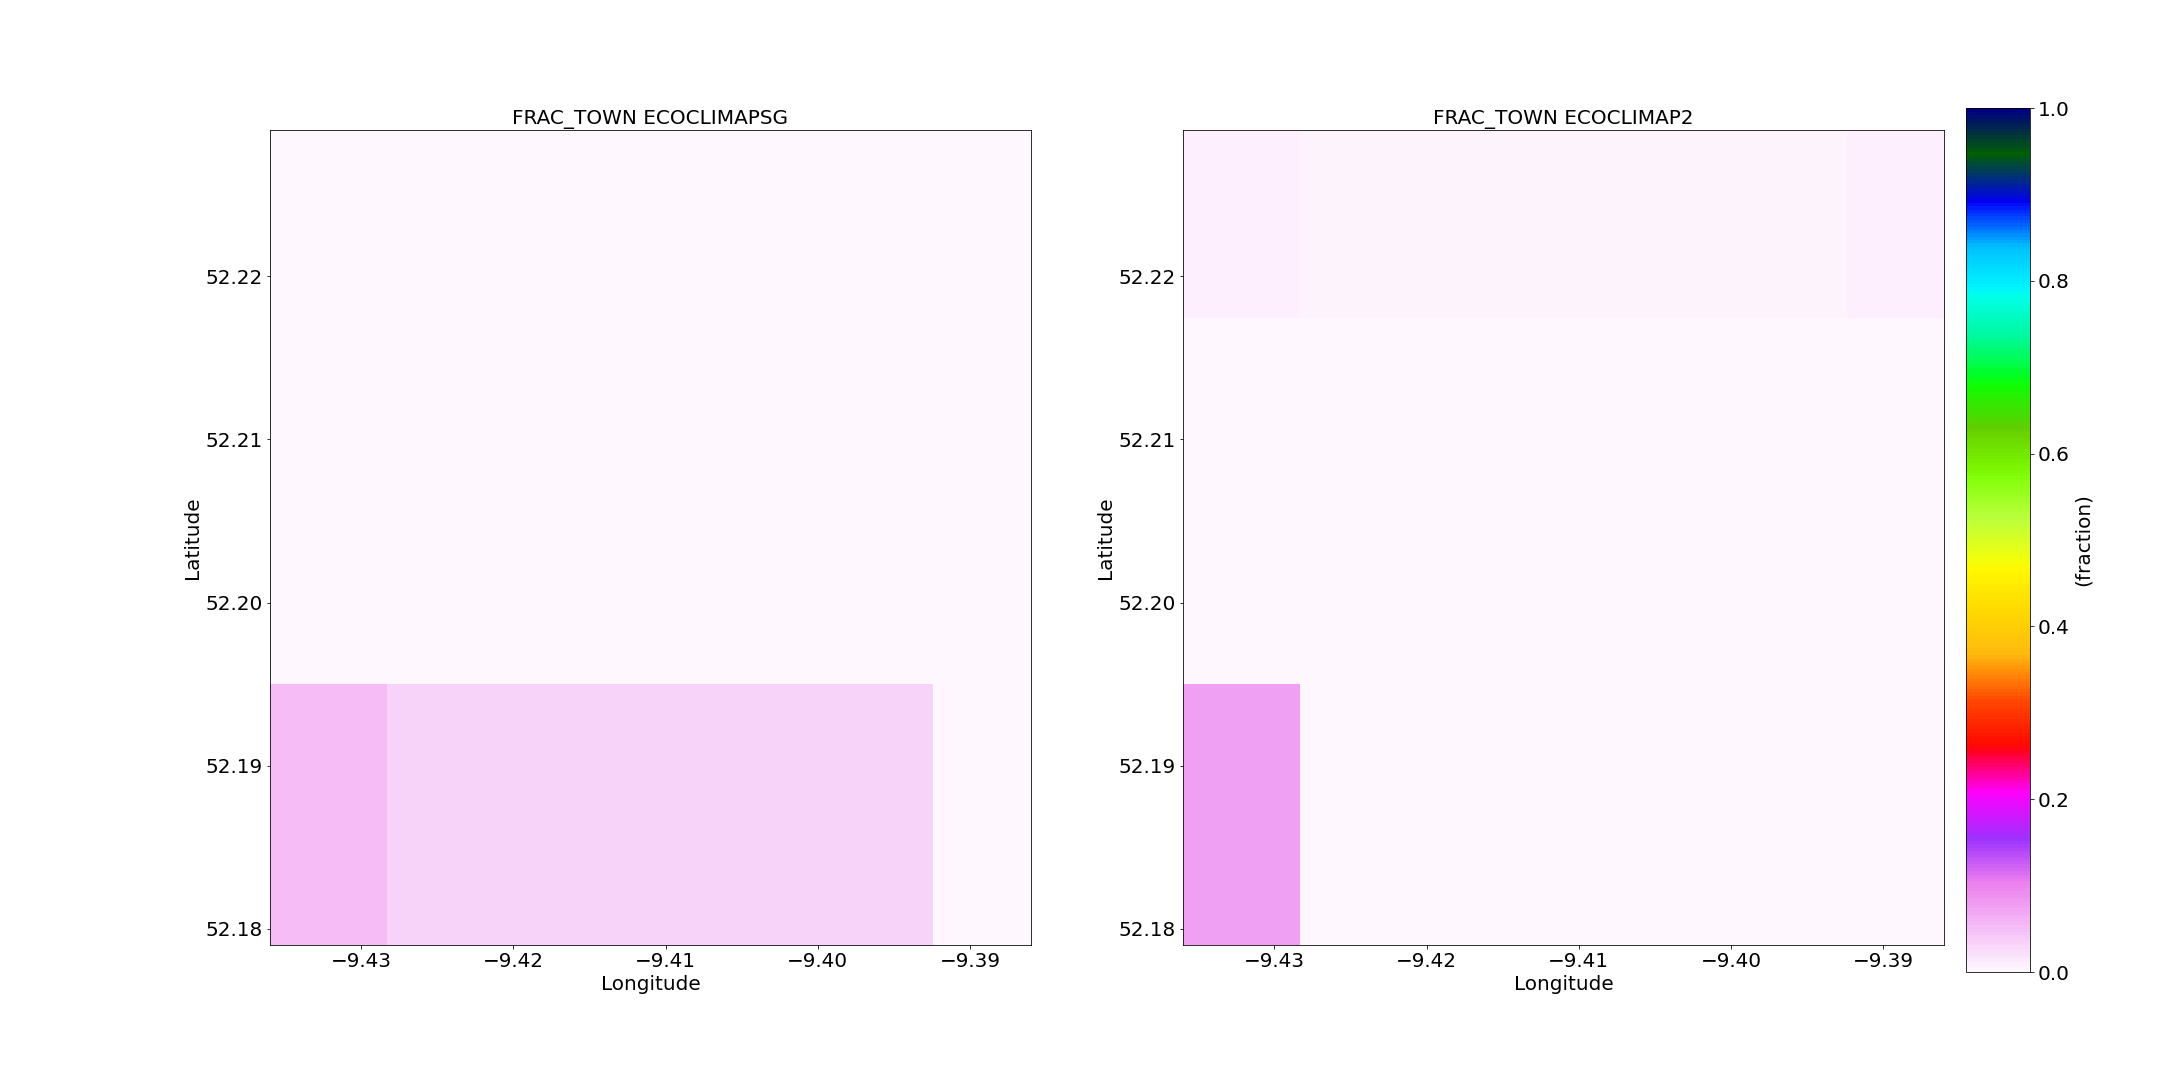 FRAC_TOWN ECOCLIMAPSG
52.22
52.21
52.20
52.19
52.18
Latitude
−9.43 −9.42 −9.41 −9.40 −9.39
Longitude
FRAC_TOWN ECOCLIMAP2
52.22
52.21
52.20
52.19
52.18
Latitude
−9.43 −9.42 −9.41 −9.40 −9.39
Longitude
1.0
0.8
0.6
0.4
0.2
0.0
(fraction)